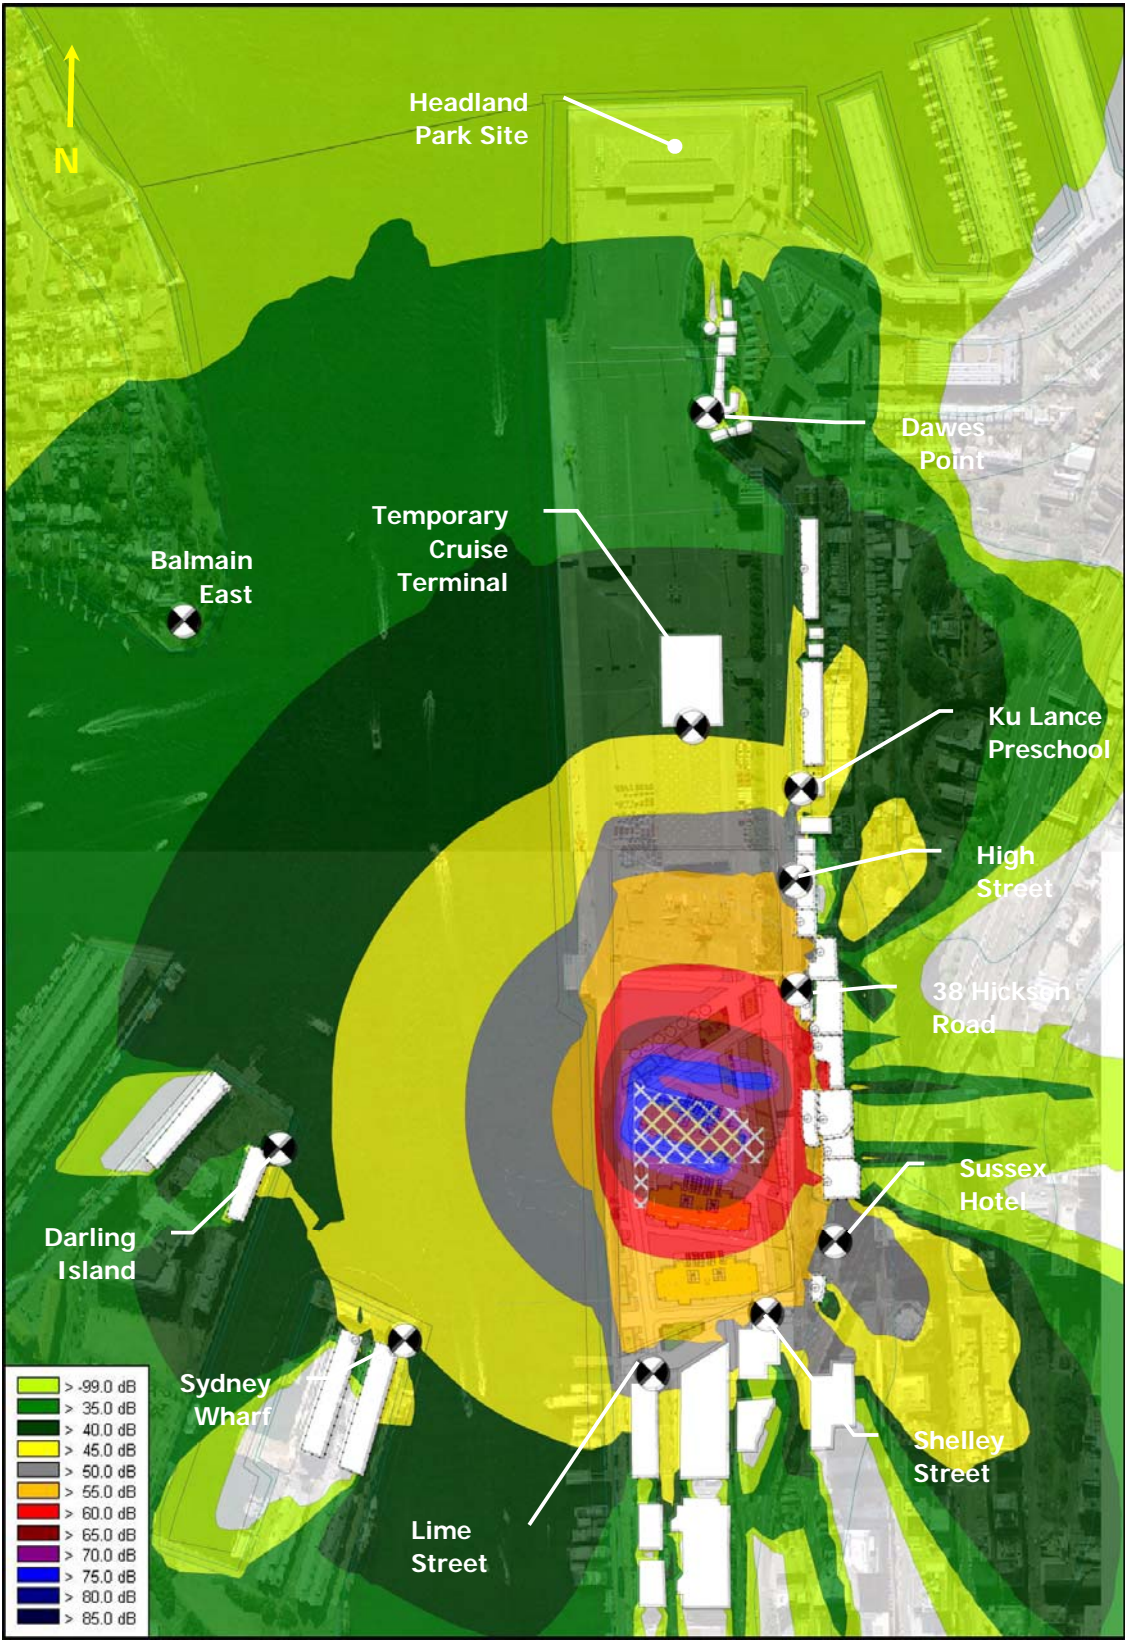 N
Headland
Park Site
Dawes
Point
Temporary
Cruise
Terminal
Balmain
East
Ku Lance
Preschool
High
Street
38 Hickson
Road
Sussex
Hotel
Darling
Island
Sydney
Wharf
Shelley
Street
Lime
Street
> -99.0 dB
> 35.0 dB
> 40.0 dB
> 45.0 dB
> 50.0 dB
> 55.0 dB
> 60.0 dB
> 65.0 dB
> 70.0 dB
> 75.0 dB
> 80.0 dB
> 85.0 dB